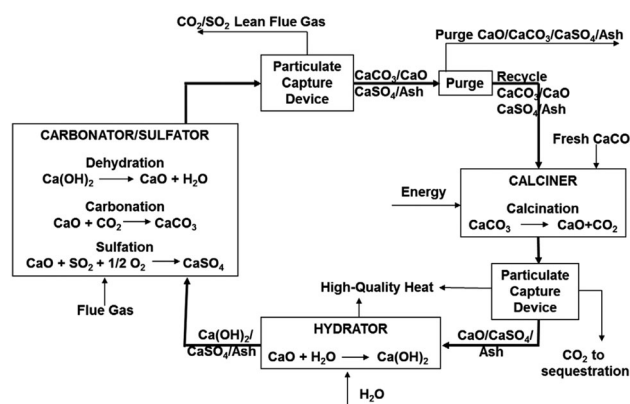 CO₂/SO₂ Lean Flue Gas
Purge CaO/CaCO₃/CaSO₄/Ash
Particulate
Capture
Device
CaCO₃/CaO
CaSO₄/Ash
Purge
Recycle
CaCO₃/CaO
CaSO₄/Ash
CARBONATOR/SULFATOR
Dehydration
Ca(OH)₂ → CaO + H₂O
Carbonation
CaO + CO₂ → CaCO₃
Sulfation
CaO + SO₂ + 1/2 O₂ → CaSO₄
Flue Gas
Fresh CaCO
Energy
CALCINER
Calcination
CaCO₃ → CaO+CO₂
Particulate
Capture
Device
High-Quality Heat
CO₂ to
sequestration
CaO/CaSO₄/
Ash
HYDRATOR
CaO + H₂O → Ca(OH)₂
H₂O
Ca(OH)₂/
CaSO₄/Ash